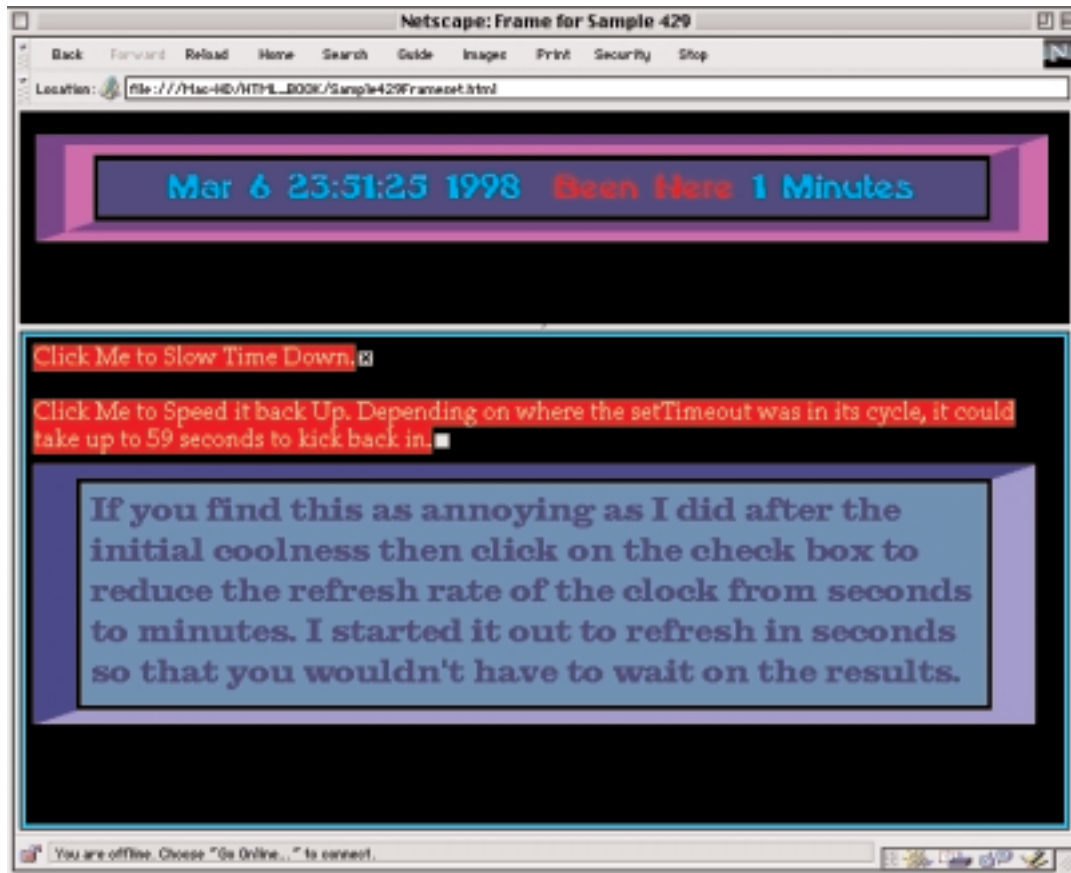 Netscape: Frame for Sample 429
Back Forward Reload Home Search Guide Images Print Security Stop
Location: file:///Mac-HD/HTML_BOOK/Sample429Frameset.html
Mar 6 23:51:25 1998 Been Here 1 Minutes
Click Me to Slow Time Down.
Click Me to Speed it back Up. Depending on where the setTimeout was in its cycle, it could
take up to 59 seconds to kick back in.
If you find this as annoying as I did after the
initial coolness then click on the check box to
reduce the refresh rate of the clock from seconds
to minutes. I started it out to refresh in seconds
so that you wouldn't have to wait on the results.
You are offline. Choose "Go Online..." to connect.